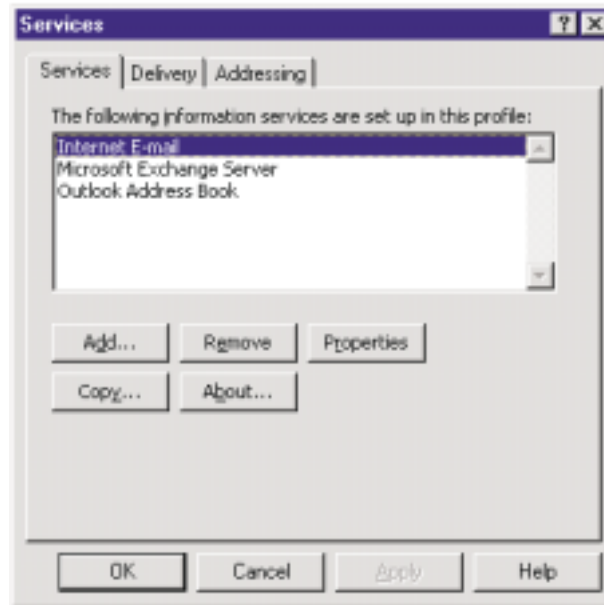 Services
Services Delivery Addressing
The following information services are set up in this profile:
Internet E-mail
Microsoft Exchange Server
Outlook Address Book
Add... Remove Properties
Copy... About...
OK Cancel Apply Help